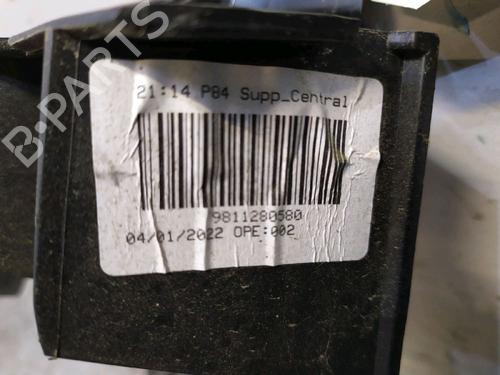 21:14 P84 Supp_Central
9811280580
04/01/2022 OPE:002
B-PARTS